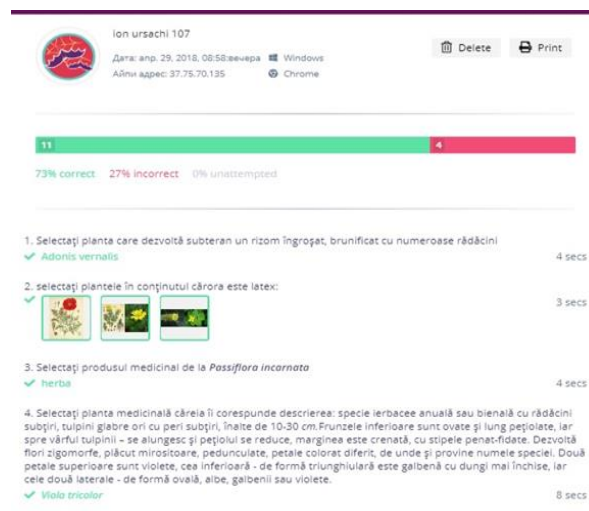 ion ursachi 107
Delete
Print
Дата: апр. 29, 2018, 08:58:вечера
Windows
Айпи адрес: 37.75.70.135
Chrome
11
4
73% correct 27% incorrect 0% unattempted
1. Selectați planta care dezvoltă subteran un rizom îngroșat, brunificat cu numeroase rădăcini
Adonis vernalis
4 secs
2. selectați plantele în conținutul cărora este latex:
3 secs
3. Selectați produsul medicinal de la Passiflora incarnata
herba
4 secs
4. Selectați planta medicinală căreia îi corespunde descrierea: specie ierbacee anuală sau bienală cu rădăcini
subțiri, tulpini glabre ori cu peri subțiri, înalte de 10-30 cm.Frunzele inferioare sunt ovate și lung pețiolate, iar
spre vârful tulpinii – se alungesc și pețiolul se reduce, marginea este crenată, cu stipele penat-fidate. Dezvoltă
flori zigomorfe, plăcut mirositoare, pedunculate, petale colorat diferit, de unde și provine numele speciei. Două
petale superioare sunt violete, cea inferioară - de formă triunghiulară este galbenă cu dungi mai închise, iar
cele două laterale - de formă ovală, albe, galbenii sau violete.
Viola tricolor
8 secs